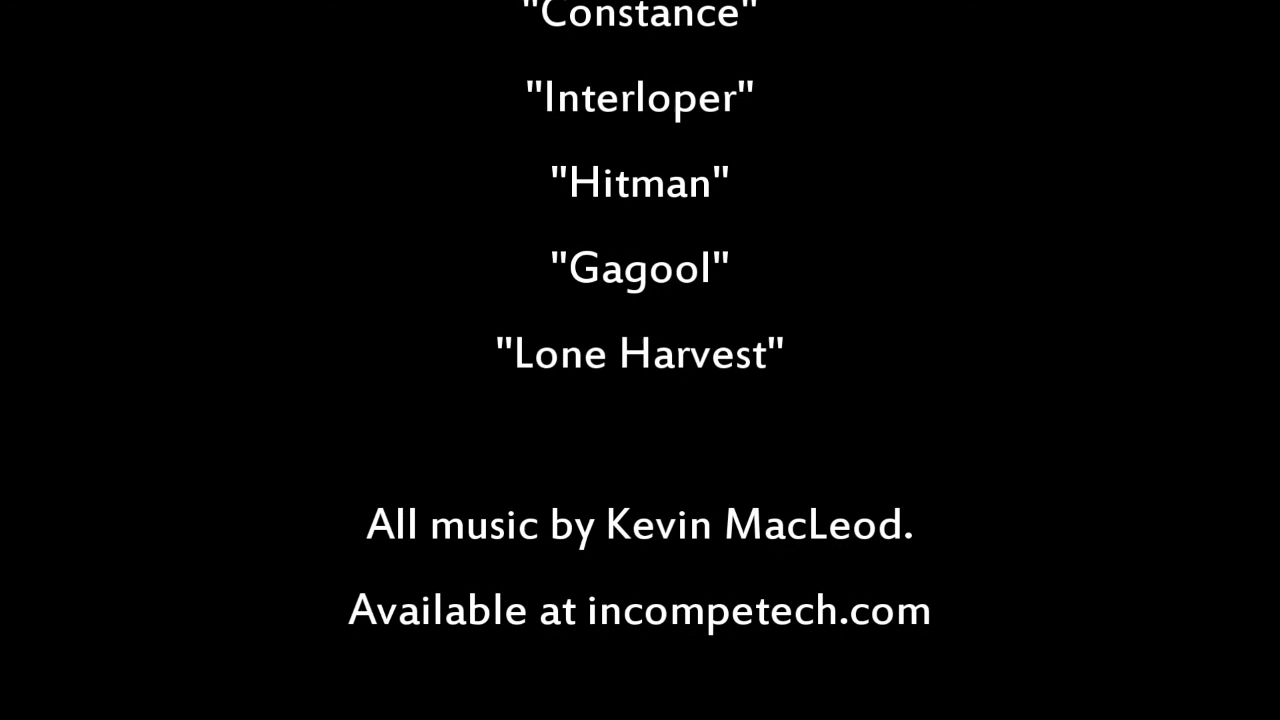 "Constance"
"Interloper"
"Hitman"
"Gagool"
"Lone Harvest"
All music by Kevin MacLeod.
Available at incompetech.com